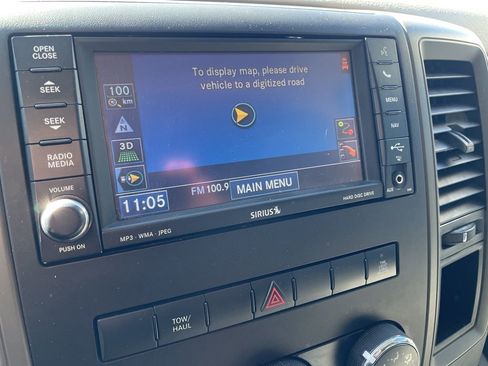 OPEN
CLOSE
SEEK
SEEK
RADIO
MEDIA
VOLUME
PUSH ON
To display map, please drive
vehicle to a digitized road
100
km
N
3D
11:05
FM 100.9
MAIN MENU
SIRIUS
MP3 · WMA · JPEG
HARD DISC DRIVE
MENU
NAV
AUX
TOW/
HAUL